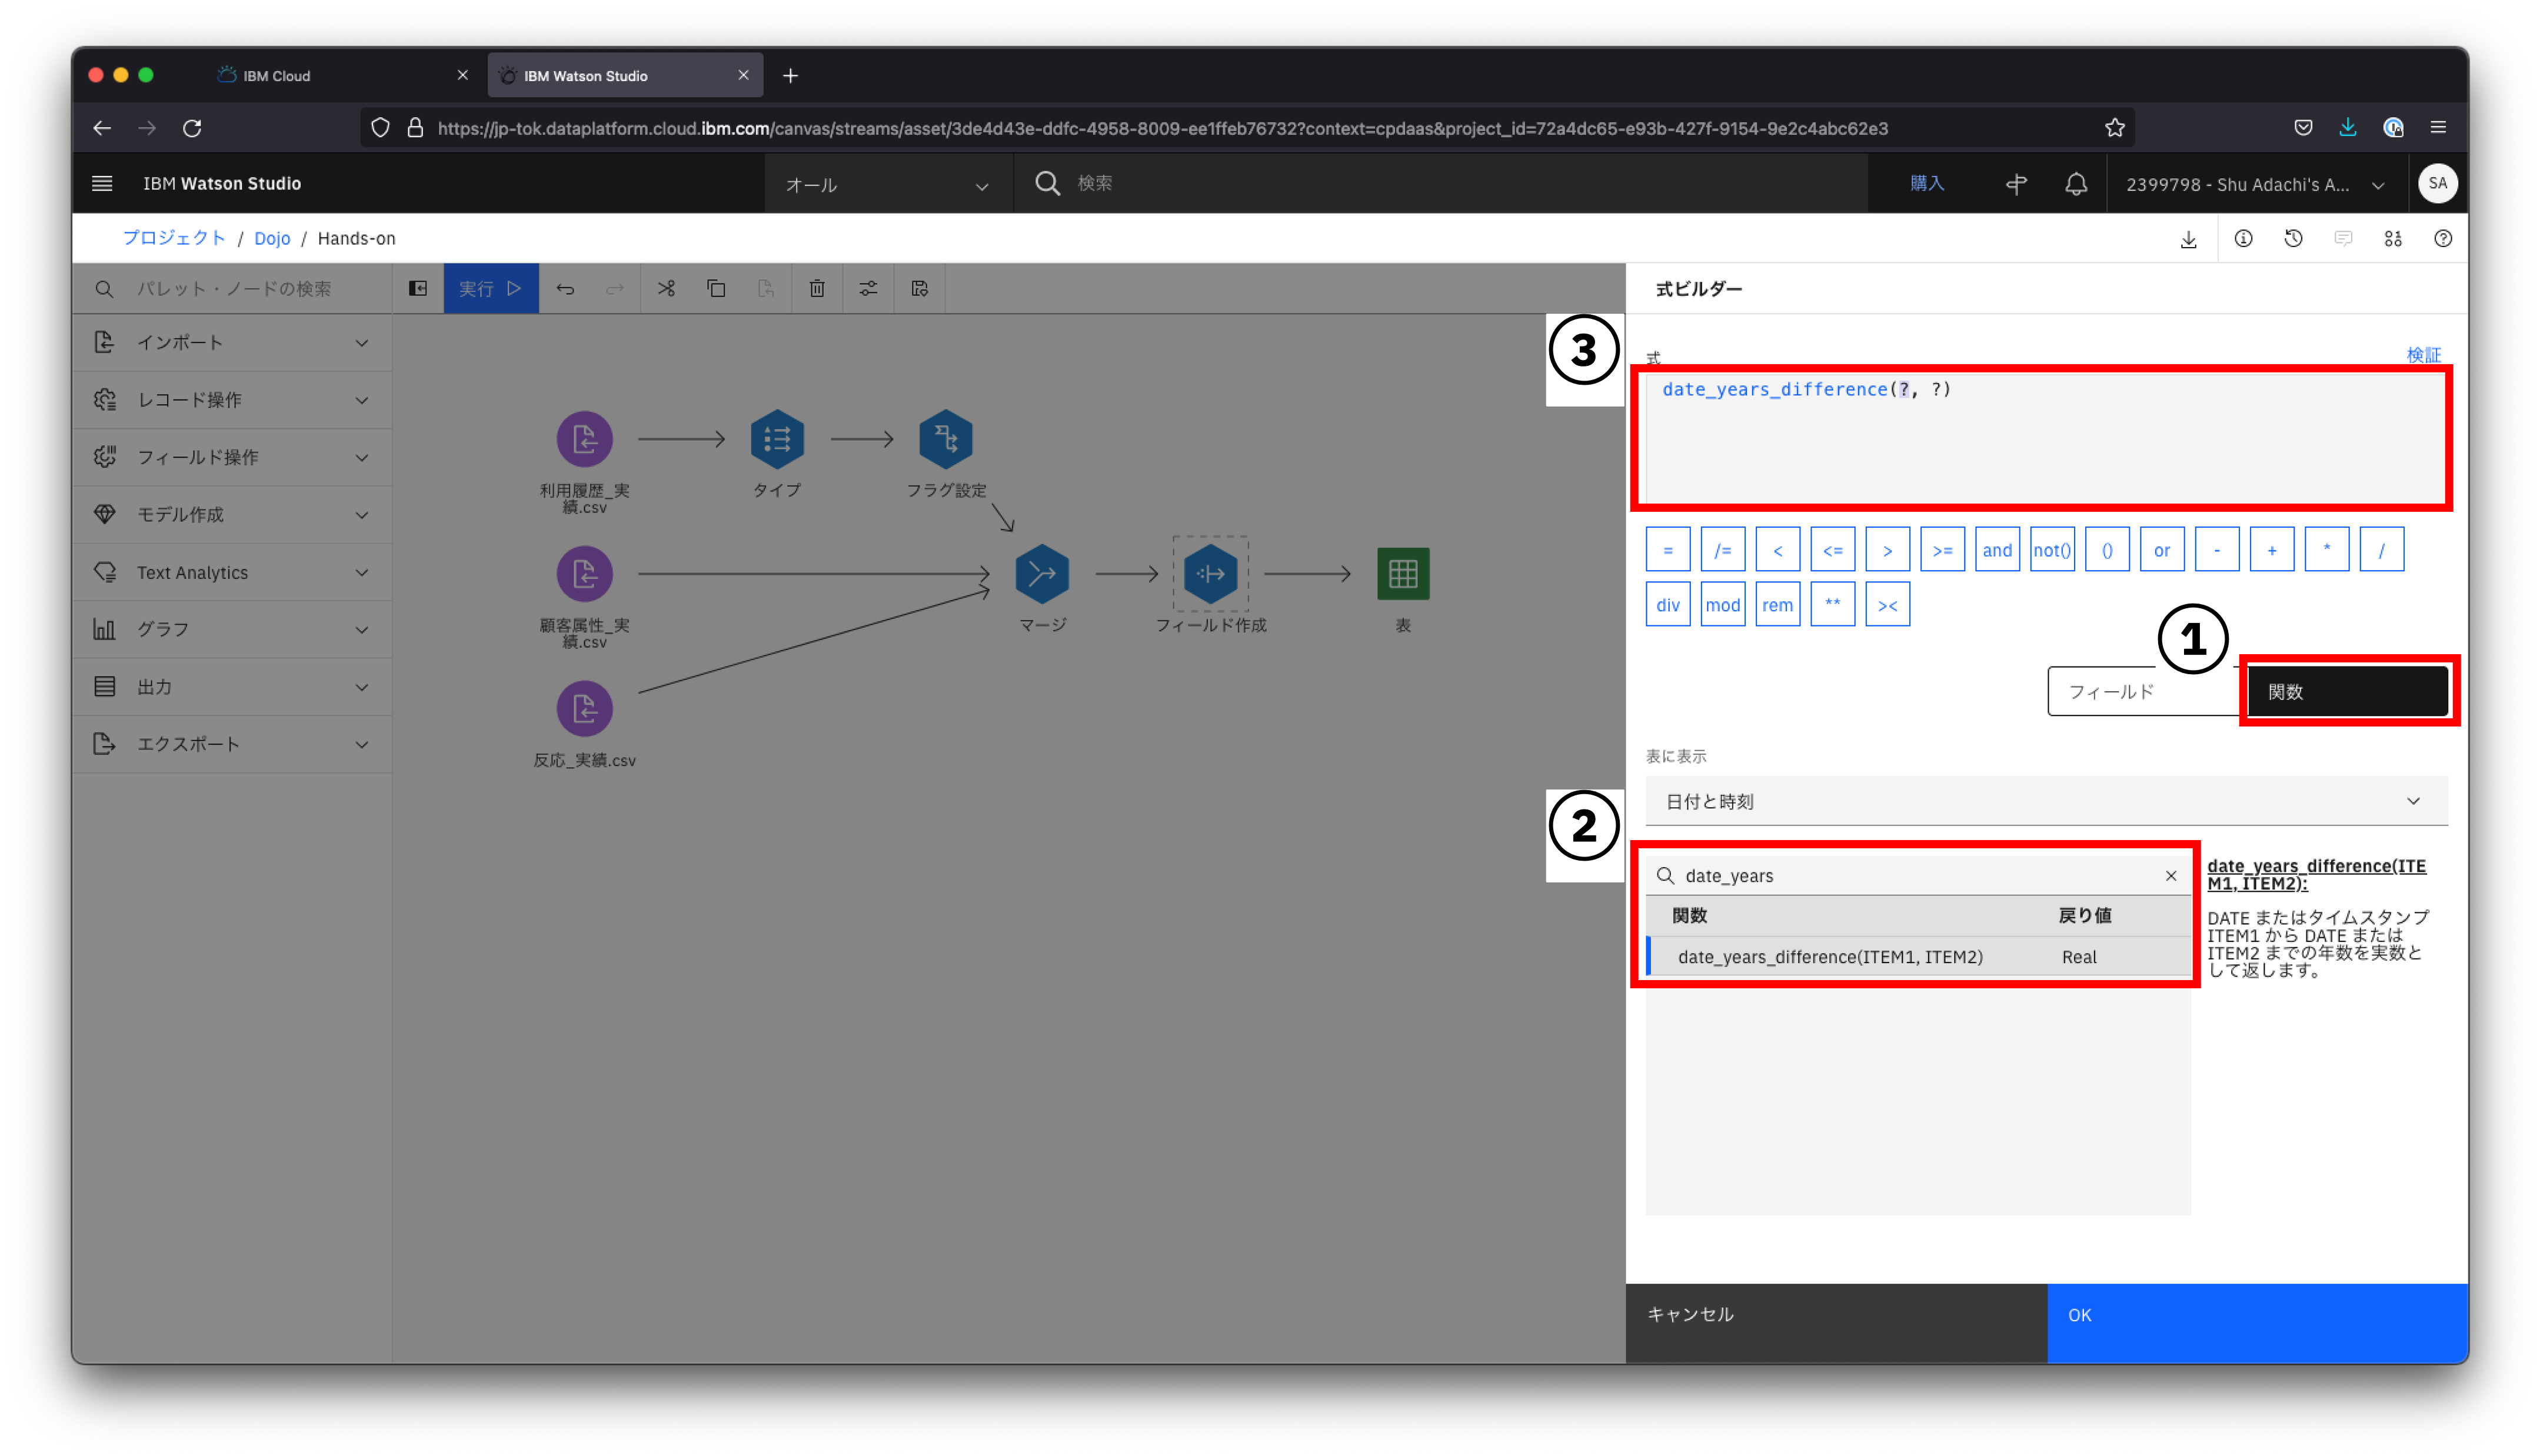 IBM Cloud
IBM Watson Studio
https://jp-tok.dataplatform.cloud.ibm.com/canvas/streams/asset/3de4d43e-ddfc-4958-8009-ee1ffeb76732?context=cpdaas&project_id=72a4dc65-e93b-427f-9154-9e2c4abc62e3
IBM Watson Studio
オール
検索
購入
2399798 - Shu Adachi's A...
SA
プロジェクト / Dojo / Hands-on
パレット・ノードの検索
実行
インポート
レコード操作
フィールド操作
モデル作成
Text Analytics
グラフ
出力
エクスポート
利用履歴_実
績.csv
タイプ
フラグ設定
顧客属性_実
績.csv
マージ
フィールド作成
表
反応_実績.csv
式ビルダー
3
式
検証
date_years_difference(?, ?)
= /= < <= > >= and not() () or - + * /
div mod rem ** ><
1
フィールド
関数
表に表示
日付と時刻
2
date_years
関数 戻り値
date_years_difference(ITEM1, ITEM2) Real
date_years_difference(ITE
M1, ITEM2):
DATE またはタイムスタンプ
ITEM1 から DATE または
ITEM2 までの年数を実数と
して返します。
キャンセル
OK